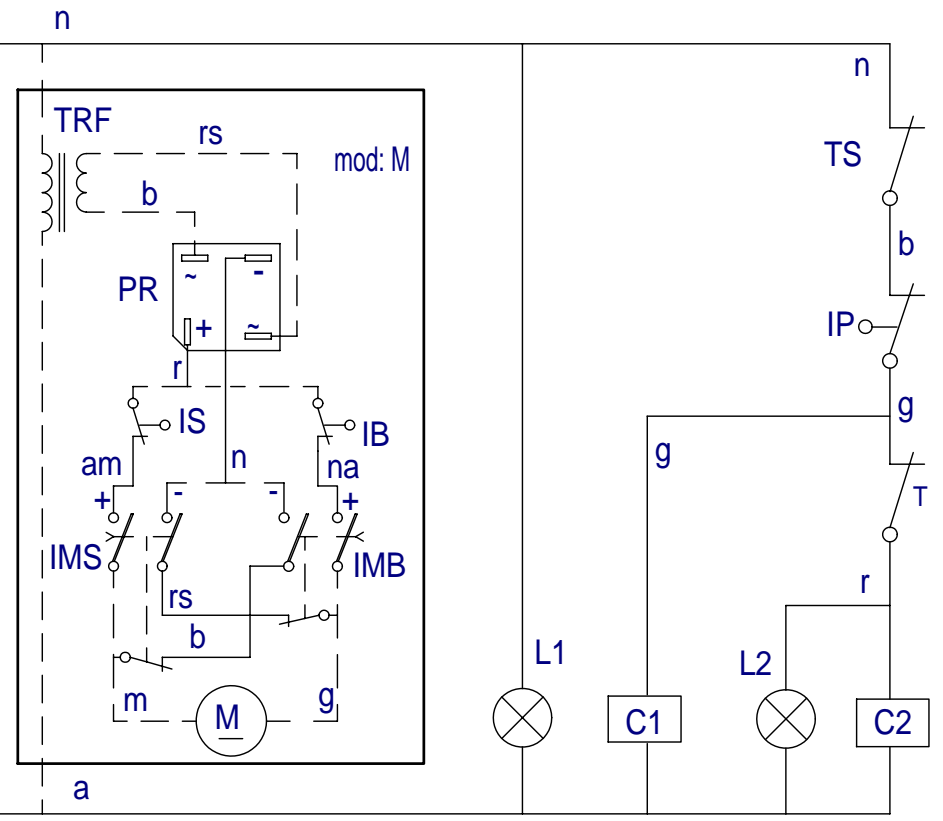 n
n
TRF
rs
mod: M
TS
b
b
~
-
PR
IP
+
~
r
g
IS
IB
g
am
n
na
+
-
-
+
T
IMS
IMB
rs
r
b
L1
L2
m
g
M
C1
C2
a